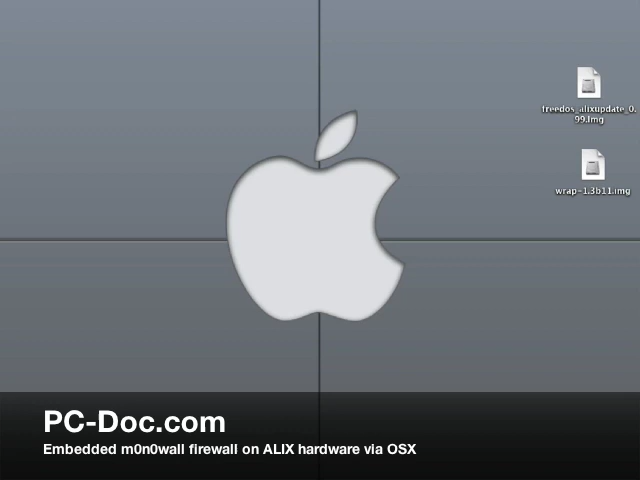 freedos_alixupdate_0.
99.img
wrap-1.3b11.img
PC-Doc.com
Embedded m0n0wall firewall on ALIX hardware via OSX